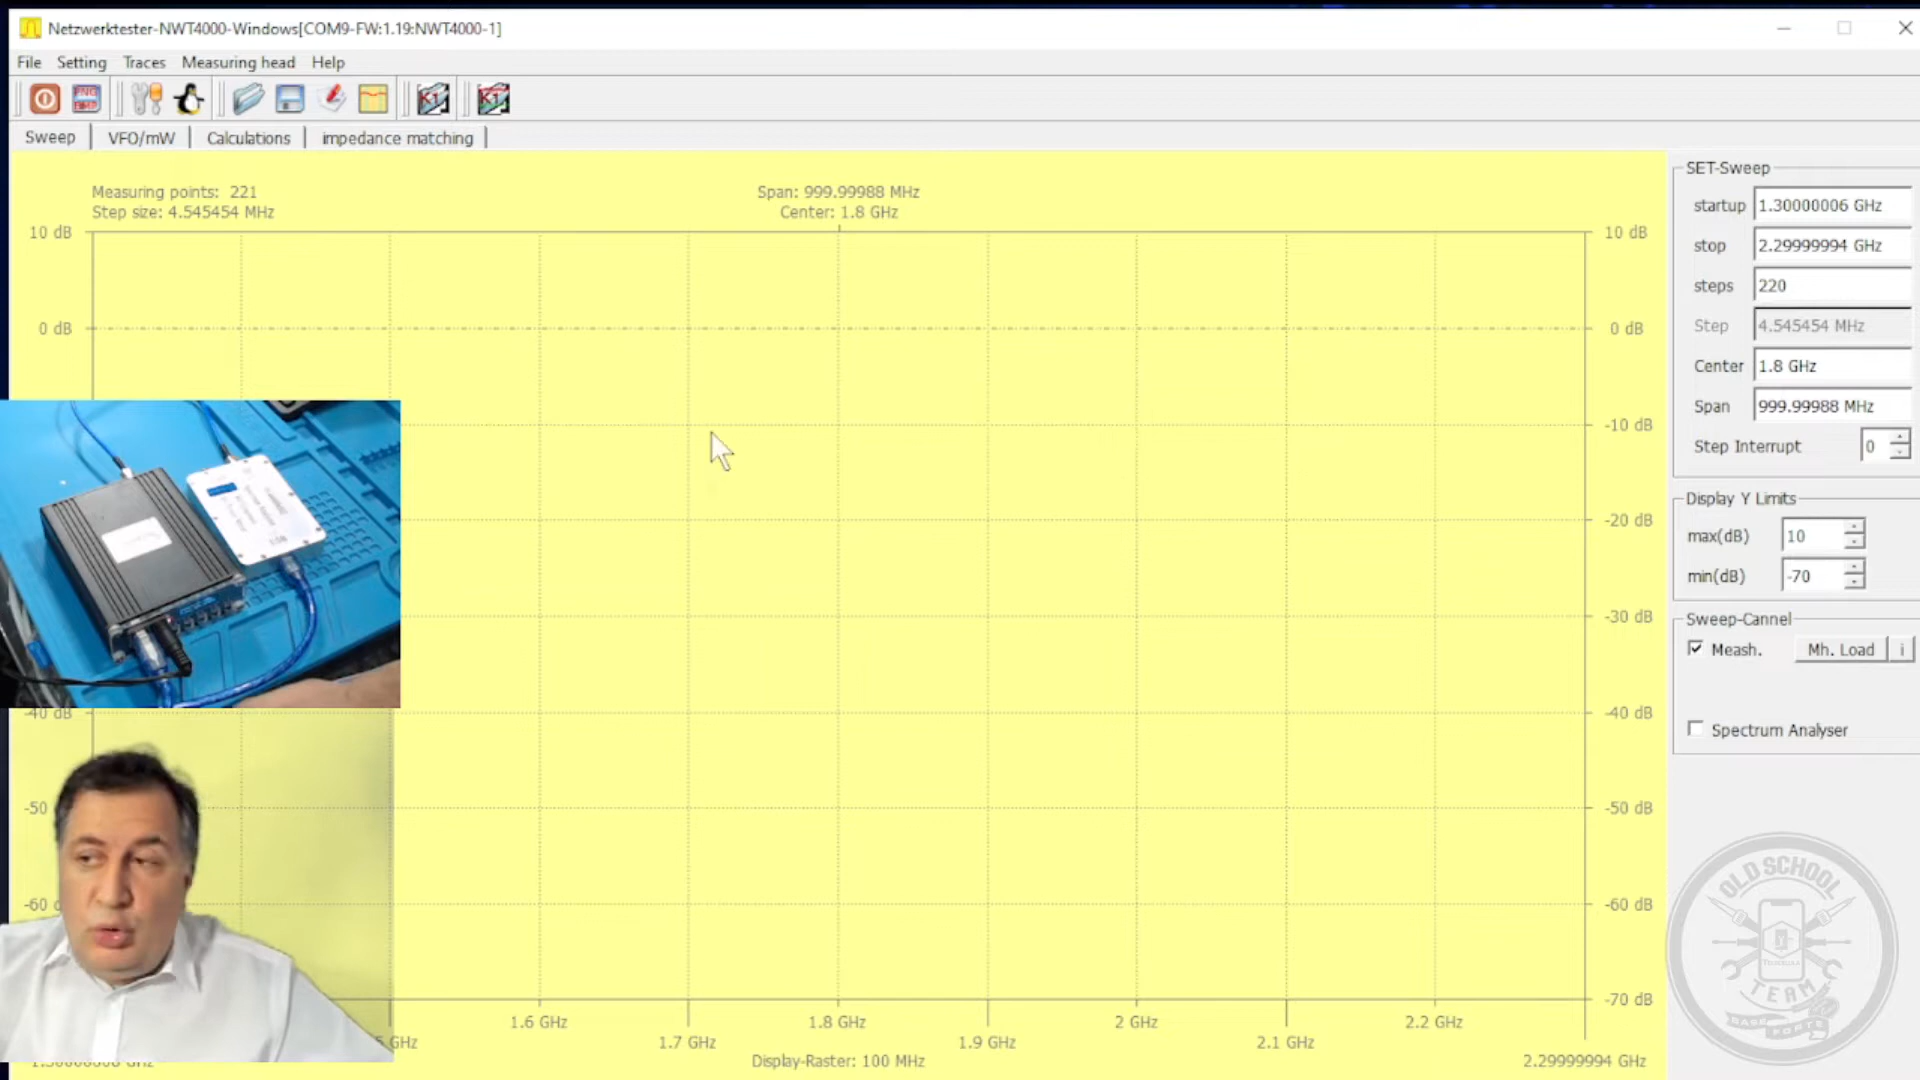 Netzwerktester-NWT4000-Windows[COM9-FW:1.19:NWT4000-1]
File Setting Traces Measuring head Help
Sweep VFO/mW Calculations impedance matching
Measuring points: 221
Step size: 4.545454 MHz
Span: 999.99988 MHz
Center: 1.8 GHz
10 dB
0 dB
-40 dB
-50
-60
10 dB
0 dB
-10 dB
-20 dB
-30 dB
-40 dB
-50 dB
-60 dB
-70 dB
1.6 GHz 1.8 GHz 2 GHz 2.2 GHz
GHz 1.7 GHz 1.9 GHz 2.1 GHz
Display-Raster: 100 MHz
2.29999994 GHz
SET-Sweep
startup 1.30000006 GHz
stop 2.29999994 GHz
steps 220
Step 4.545454 MHz
Center 1.8 GHz
Span 999.99988 MHz
Step Interrupt 0
Display Y Limits
max(dB) 10
min(dB) -70
Sweep-Cannel
Meash. Mh. Load i
Spectrum Analyser
OLD SCHOOL
TEAM